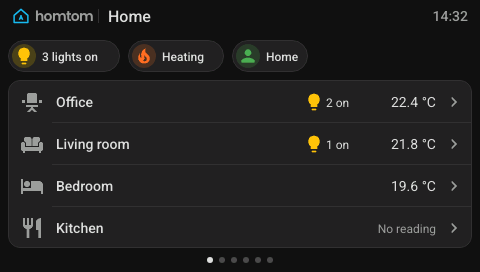 homtom Home 14:32
3 lights on Heating Home
Office 2 on 22.4 °C
Living room 1 on 21.8 °C
Bedroom 19.6 °C
Kitchen No reading